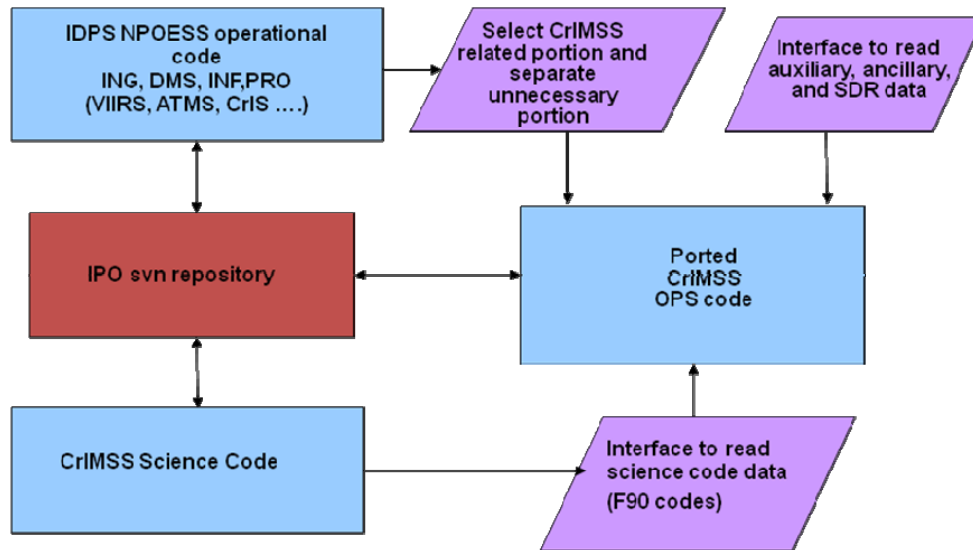 IDPS NPOESS operational
code
ING, DMS, INF,PRO
(VIIRS, ATMS, CrIS ....)
Select CrIMSS
related portion and
separate
unnecessary
portion
Interface to read
auxiliary, ancillary,
and SDR data
IPO svn repository
Ported
CrIMSS
OPS code
CrIMSS Science Code
Interface to read
science code data
(F90 codes)